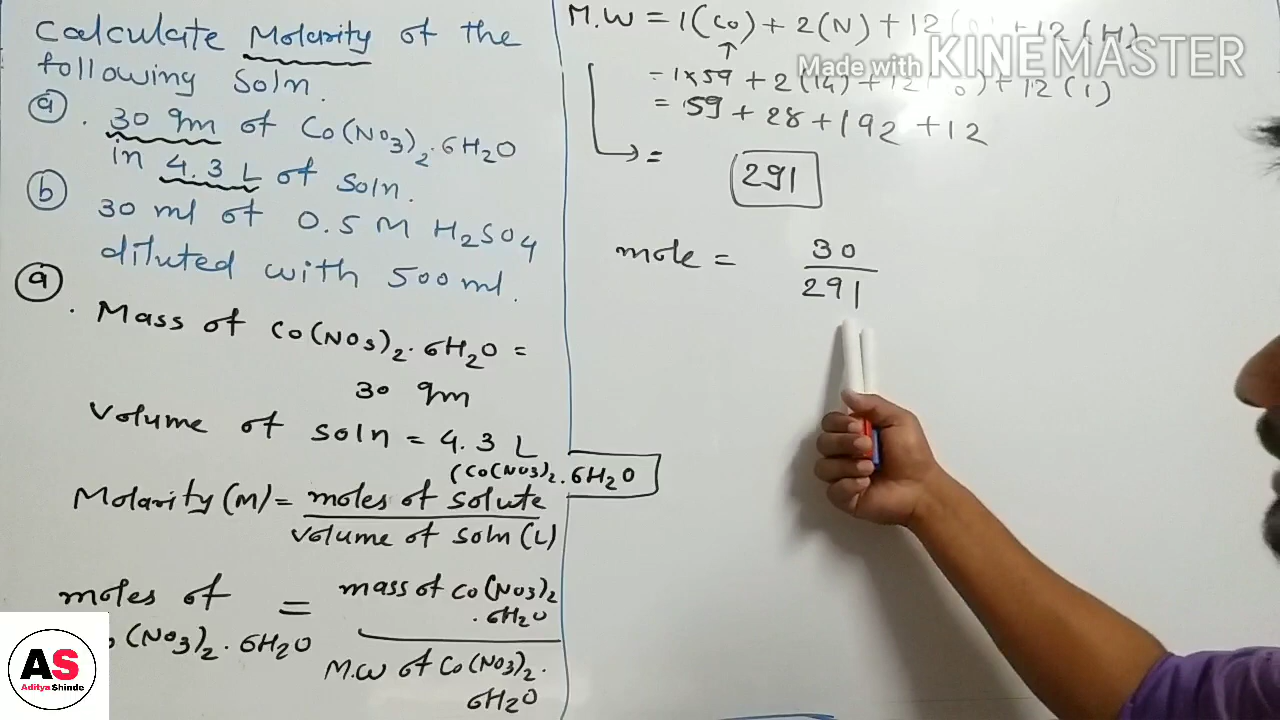 Calculate Molarity of the
following Soln.
(a). 30 gm of Co(NO3)2.6H2O
in 4.3 L of Soln.
(b) 30 ml of 0.5 M H2SO4
diluted with 500 ml.
(a). Mass of Co(NO3)2.6H2O =
30 gm
Volume of soln = 4.3 L
(Co(NO3)2.6H2O
Molarity (M) = moles of solute
volume of soln (L)
moles of = mass of Co(NO3)2
.6H2O
(NO3)2.6H2O
M.W of Co(NO3)2.
6H2O
AS
Aditya Shinde
M.W = 1(Co) + 2(N) + 12 + 12(H)
Made with KINEMASTER
= 1x59 + 2(14) + 12 + 12(1)
= 59 + 28 + 192 + 12
= 291
mole = 30
291